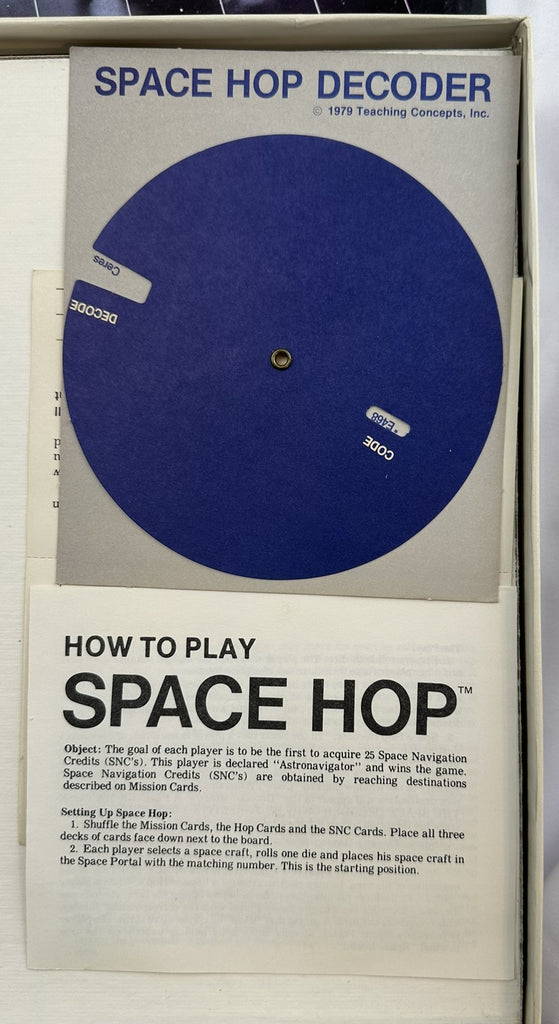 SPACE HOP DECODER
© 1979 Teaching Concepts, Inc.
Ceres
DECODE
*E468
CODE
HOW TO PLAY
SPACE HOP™
Object: The goal of each player is to be the first to acquire 25 Space Navigation
Credits (SNC's). This player is declared "Astronavigator" and wins the game.
Space Navigation Credits (SNC's) are obtained by reaching destinations
described on Mission Cards.
Setting Up Space Hop:
1. Shuffle the Mission Cards, the Hop Cards and the SNC Cards. Place all three
decks of cards face down next to the board.
2. Each player selects a space craft, rolls one die and places his space craft in
the Space Portal with the matching number. This is the starting position.